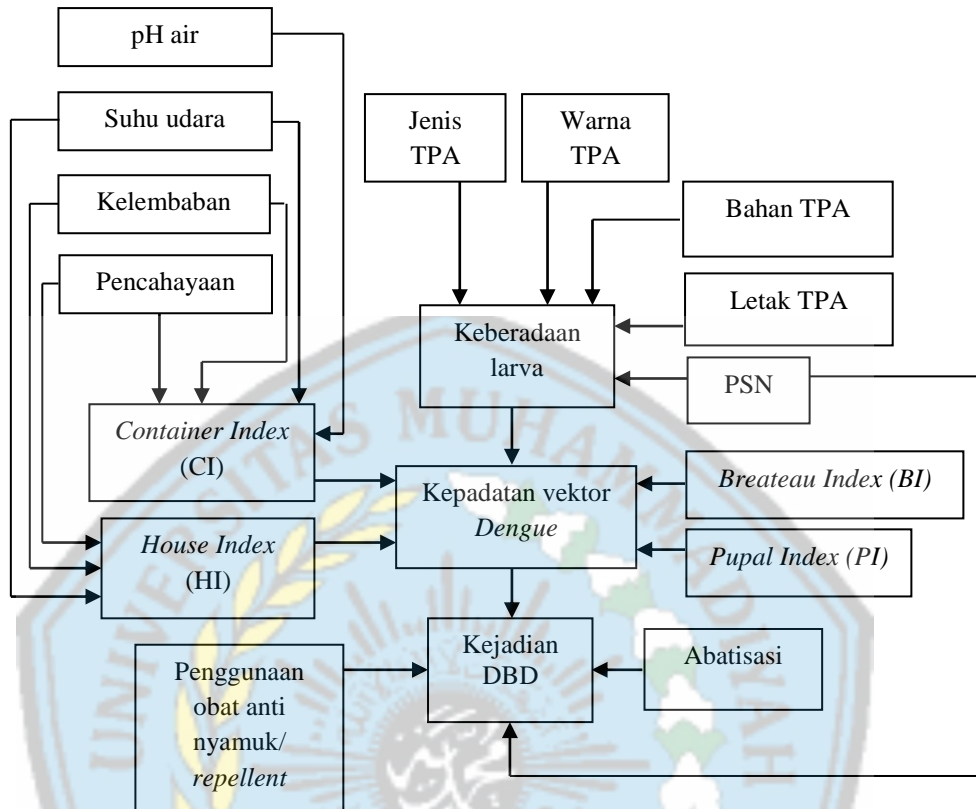 pH air
Suhu udara
Kelembaban
Pencahayaan
Jenis
TPA
Warna
TPA
Bahan TPA
Letak TPA
Keberadaan
larva
PSN
Container Index
(CI)
Kepadatan vektor
Dengue
Breateau Index (BI)
House Index
(HI)
Pupal Index (PI)
Kejadian
DBD
Abatisasi
Penggunaan
obat anti
nyamuk/
repellent
UNIVERSITAS MUHAMMADIYAH